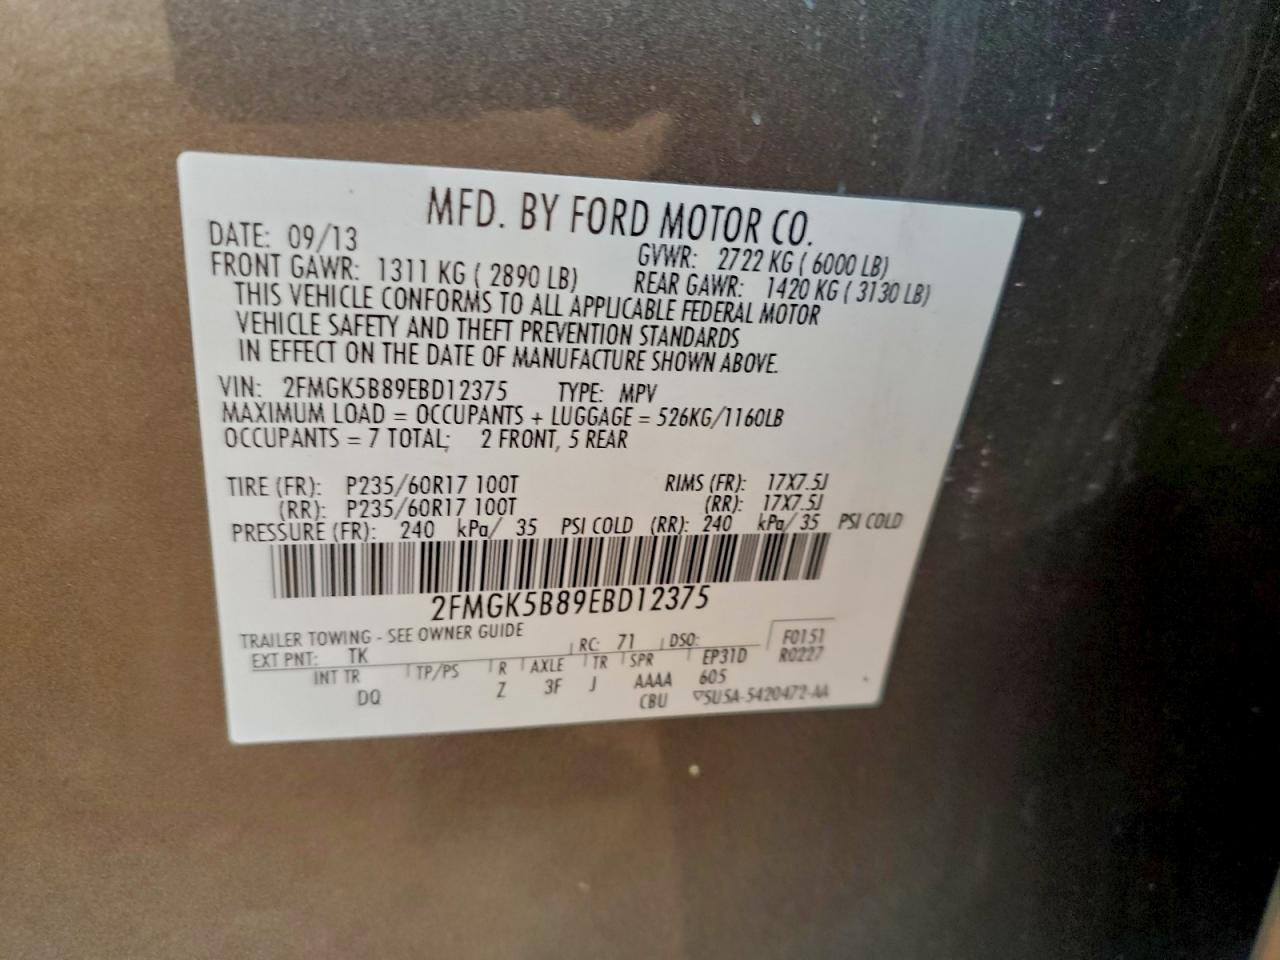 MFD. BY FORD MOTOR CO.
DATE: 09/13 GVWR: 2722 KG ( 6000 LB)
FRONT GAWR: 1311 KG ( 2890 LB) REAR GAWR: 1420 KG ( 3130 LB)
THIS VEHICLE CONFORMS TO ALL APPLICABLE FEDERAL MOTOR
VEHICLE SAFETY AND THEFT PREVENTION STANDARDS
IN EFFECT ON THE DATE OF MANUFACTURE SHOWN ABOVE.
VIN: 2FMGK5B89EBD12375 TYPE: MPV
MAXIMUM LOAD = OCCUPANTS + LUGGAGE = 526KG/1160LB
OCCUPANTS = 7 TOTAL; 2 FRONT, 5 REAR
TIRE (FR): P235/60R17 100T RIMS (FR): 17X7.5J
(RR): P235/60R17 100T (RR): 17X7.5J
PRESSURE (FR): 240 kPa/ 35 PSI COLD (RR): 240 kPa/ 35 PSI COLD
2FMGK5B89EBD12375
TRAILER TOWING - SEE OWNER GUIDE
EXT PNT: TK RC: 71 DSO: F0151
R0227
INT TR TP/PS R AXLE TR SPR EP31D
DQ Z 3F J AAAA 605
CBU ▽SU5A-5420472-AA